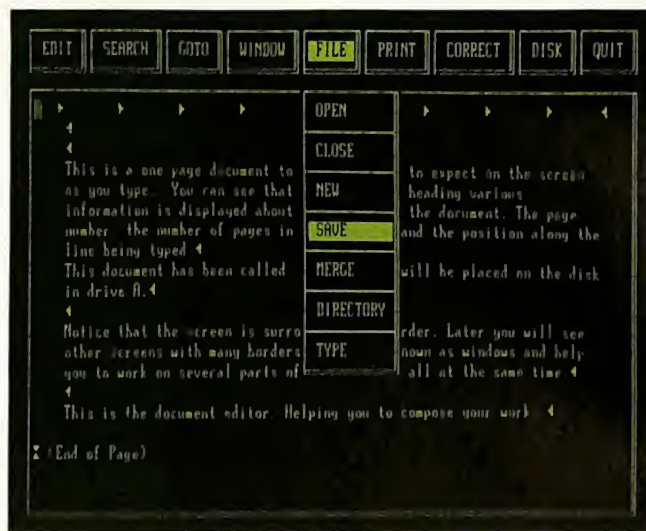 EDIT SEARCH GOTO WINDOW FILE PRINT CORRECT DISK QUIT
OPEN
CLOSE
NEW
SAVE
MERGE
DIRECTORY
TYPE
This is a one page document to to expect on the screen
as you type. You can see that heading various
information is displayed about the document. The page
number the number of pages in and the position along the
line being typed
This document has been called will be placed on the disk
in drive A.
Notice that the screen is surro rder. Later you will see
other screens with many borders nown as windows and help
you to work on several parts of all at the same time.
This is the document editor. Helping you to compose your work
(End of Page)